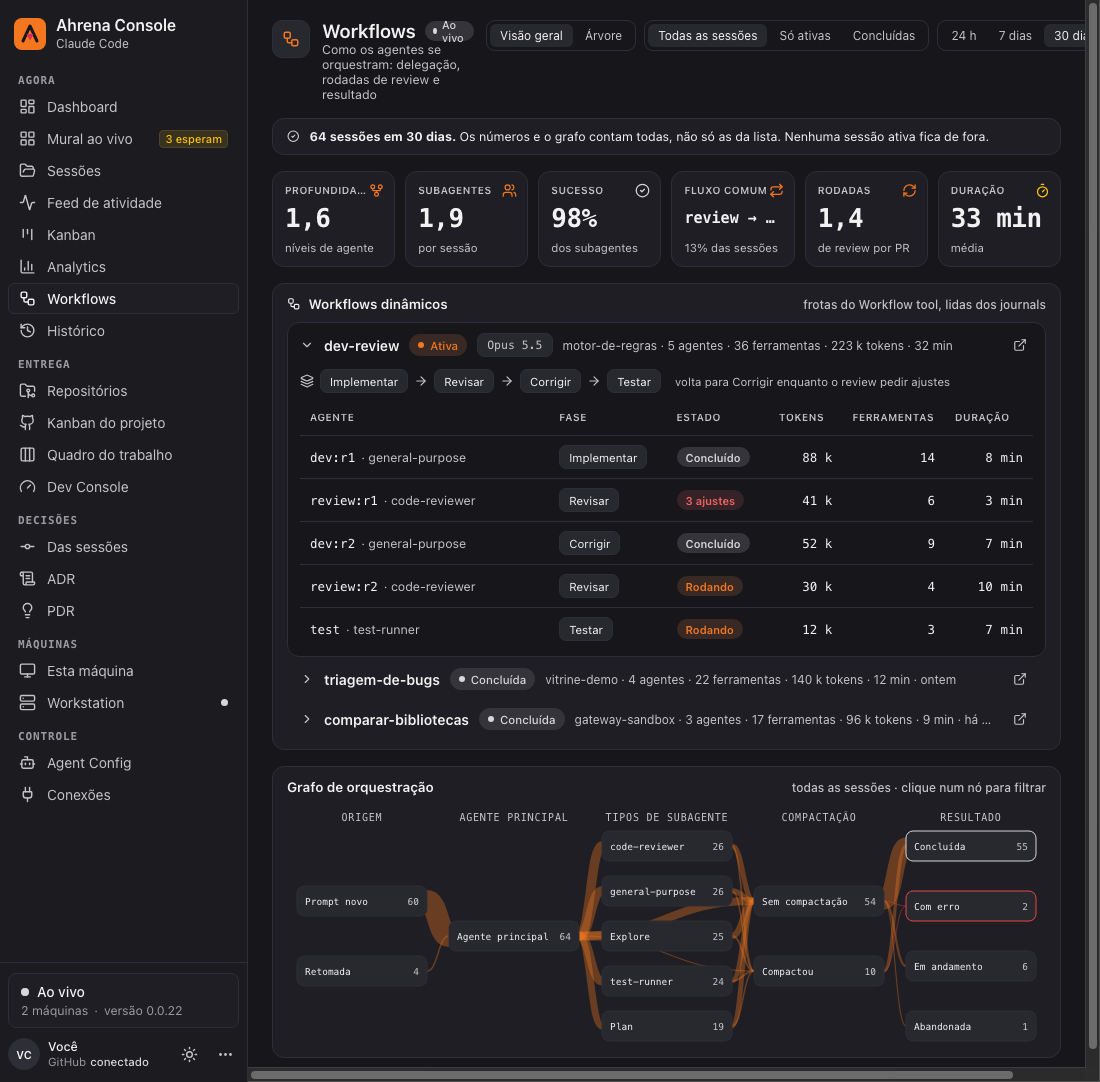 Ahrena Console
Claude Code
AGORA
Dashboard
Mural ao vivo 3 esperam
Sessões
Feed de atividade
Kanban
Analytics
Workflows
Histórico
ENTREGA
Repositórios
Kanban do projeto
Quadro do trabalho
Dev Console
DECISÕES
Das sessões
ADR
PDR
MÁQUINAS
Esta máquina
Workstation
CONTROLE
Agent Config
Conexões
Ao vivo
2 máquinas · versão 0.0.22
VC
Você
GitHub conectado
Workflows
Ao vivo
Como os agentes se
orquestram: delegação,
rodadas de review e
resultado
Visão geral Árvore
Todas as sessões Só ativas Concluídas
24 h 7 dias 30 dia
64 sessões em 30 dias. Os números e o grafo contam todas, não só as da lista. Nenhuma sessão ativa fica de fora.
PROFUNDIDA…
1,6
níveis de agente
SUBAGENTES
1,9
por sessão
SUCESSO
98%
dos subagentes
FLUXO COMUM
review → …
13% das sessões
RODADAS
1,4
de review por PR
DURAÇÃO
33 min
média
Workflows dinâmicos
frotas do Workflow tool, lidas dos journals
dev-review Ativa Opus 5.5 motor-de-regras · 5 agentes · 36 ferramentas · 223 k tokens · 32 min
Implementar → Revisar → Corrigir → Testar volta para Corrigir enquanto o review pedir ajustes
AGENTE FASE ESTADO TOKENS FERRAMENTAS DURAÇÃO
dev:r1 · general-purpose Implementar Concluído 88 k 14 8 min
review:r1 · code-reviewer Revisar 3 ajustes 41 k 6 3 min
dev:r2 · general-purpose Corrigir Concluído 52 k 9 7 min
review:r2 · code-reviewer Revisar Rodando 30 k 4 10 min
test · test-runner Testar Rodando 12 k 3 7 min
triagem-de-bugs Concluída vitrine-demo · 4 agentes · 22 ferramentas · 140 k tokens · 12 min · ontem
comparar-bibliotecas Concluída gateway-sandbox · 3 agentes · 17 ferramentas · 96 k tokens · 9 min · há …
Grafo de orquestração
todas as sessões · clique num nó para filtrar
ORIGEM
Prompt novo 60
Retomada 4
AGENTE PRINCIPAL
Agente principal 64
TIPOS DE SUBAGENTE
code-reviewer 26
general-purpose 26
Explore 25
test-runner 24
Plan 19
COMPACTAÇÃO
Sem compactação 54
Compactou 10
RESULTADO
Concluída 55
Com erro 2
Em andamento 6
Abandonada 1